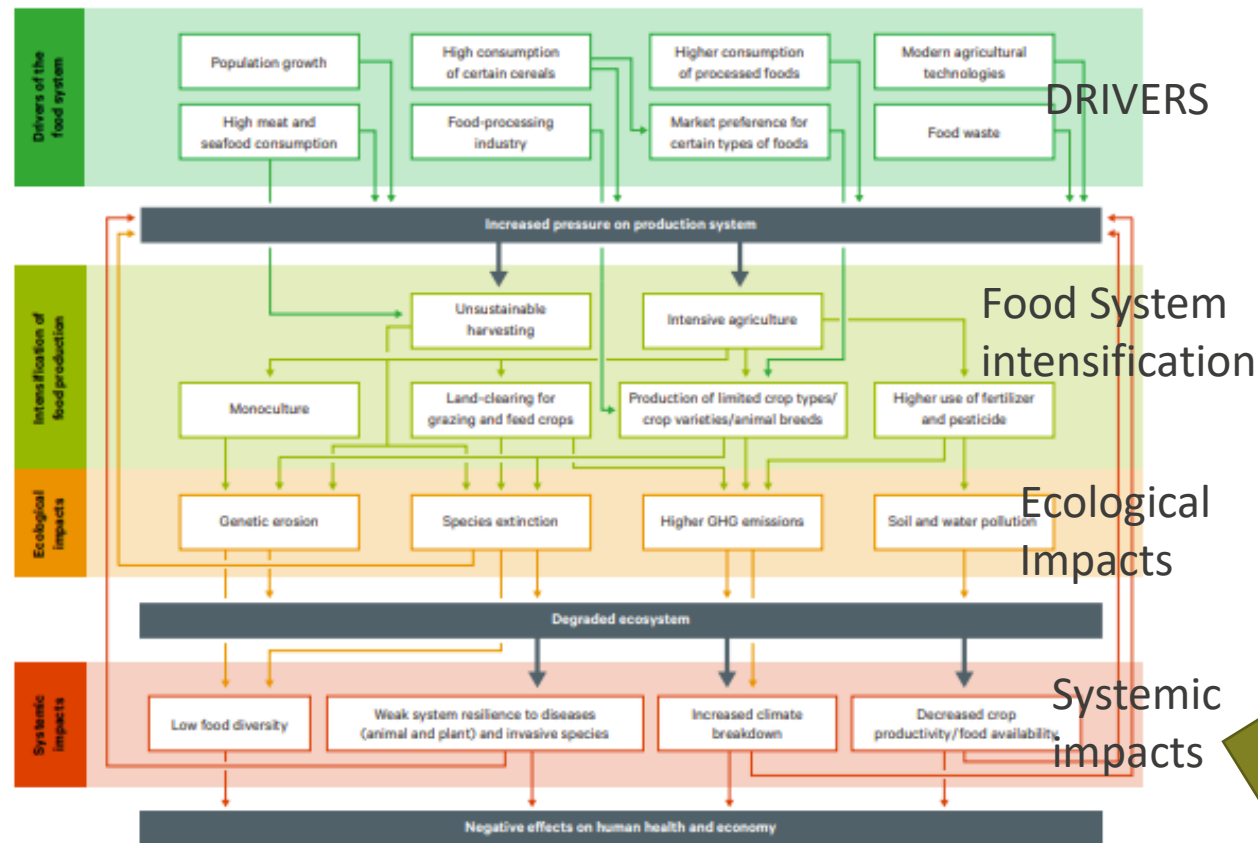 Drivers of the
food system
Population growth
High consumption
of certain cereals
Higher consumption
of processed foods
Modern agricultural
technologies
DRIVERS
High meat and
seafood consumption
Food-processing
industry
Market preference for
certain types of foods
Food waste
Increased pressure on production system
Intensification of
food production
Unsustainable
harvesting
Intensive agriculture
Food System
intensification
Monoculture
Land-clearing for
grazing and feed crops
Production of limited crop types/
crop varieties/animal breeds
Higher use of fertilizer
and pesticide
Ecological
impacts
Genetic erosion
Species extinction
Higher GHG emissions
Soil and water pollution
Ecological
Impacts
Degraded ecosystem
Systemic
impacts
Low food diversity
Weak system resilience to diseases
(animal and plant) and invasive species
Increased climate
breakdown
Decreased crop
productivity/food availability
Systemic
impacts
Negative effects on human health and economy